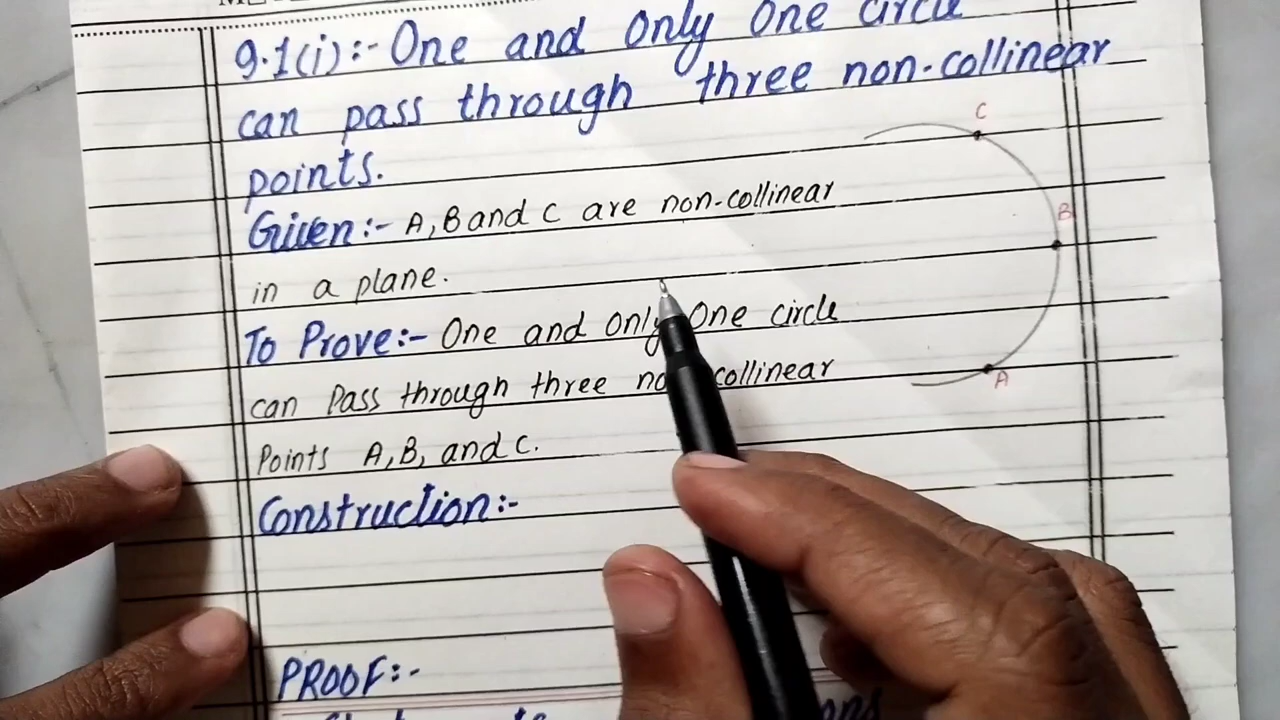 9.1(i):- One and Only One circle
can pass through three non-collinear
points.
Given:- A, B and C are non-collinear
in a plane.
To Prove:- One and Only One circle
can Pass through three collinear
Points A, B, and C.
Construction:-
PROOF:-
C
B
A